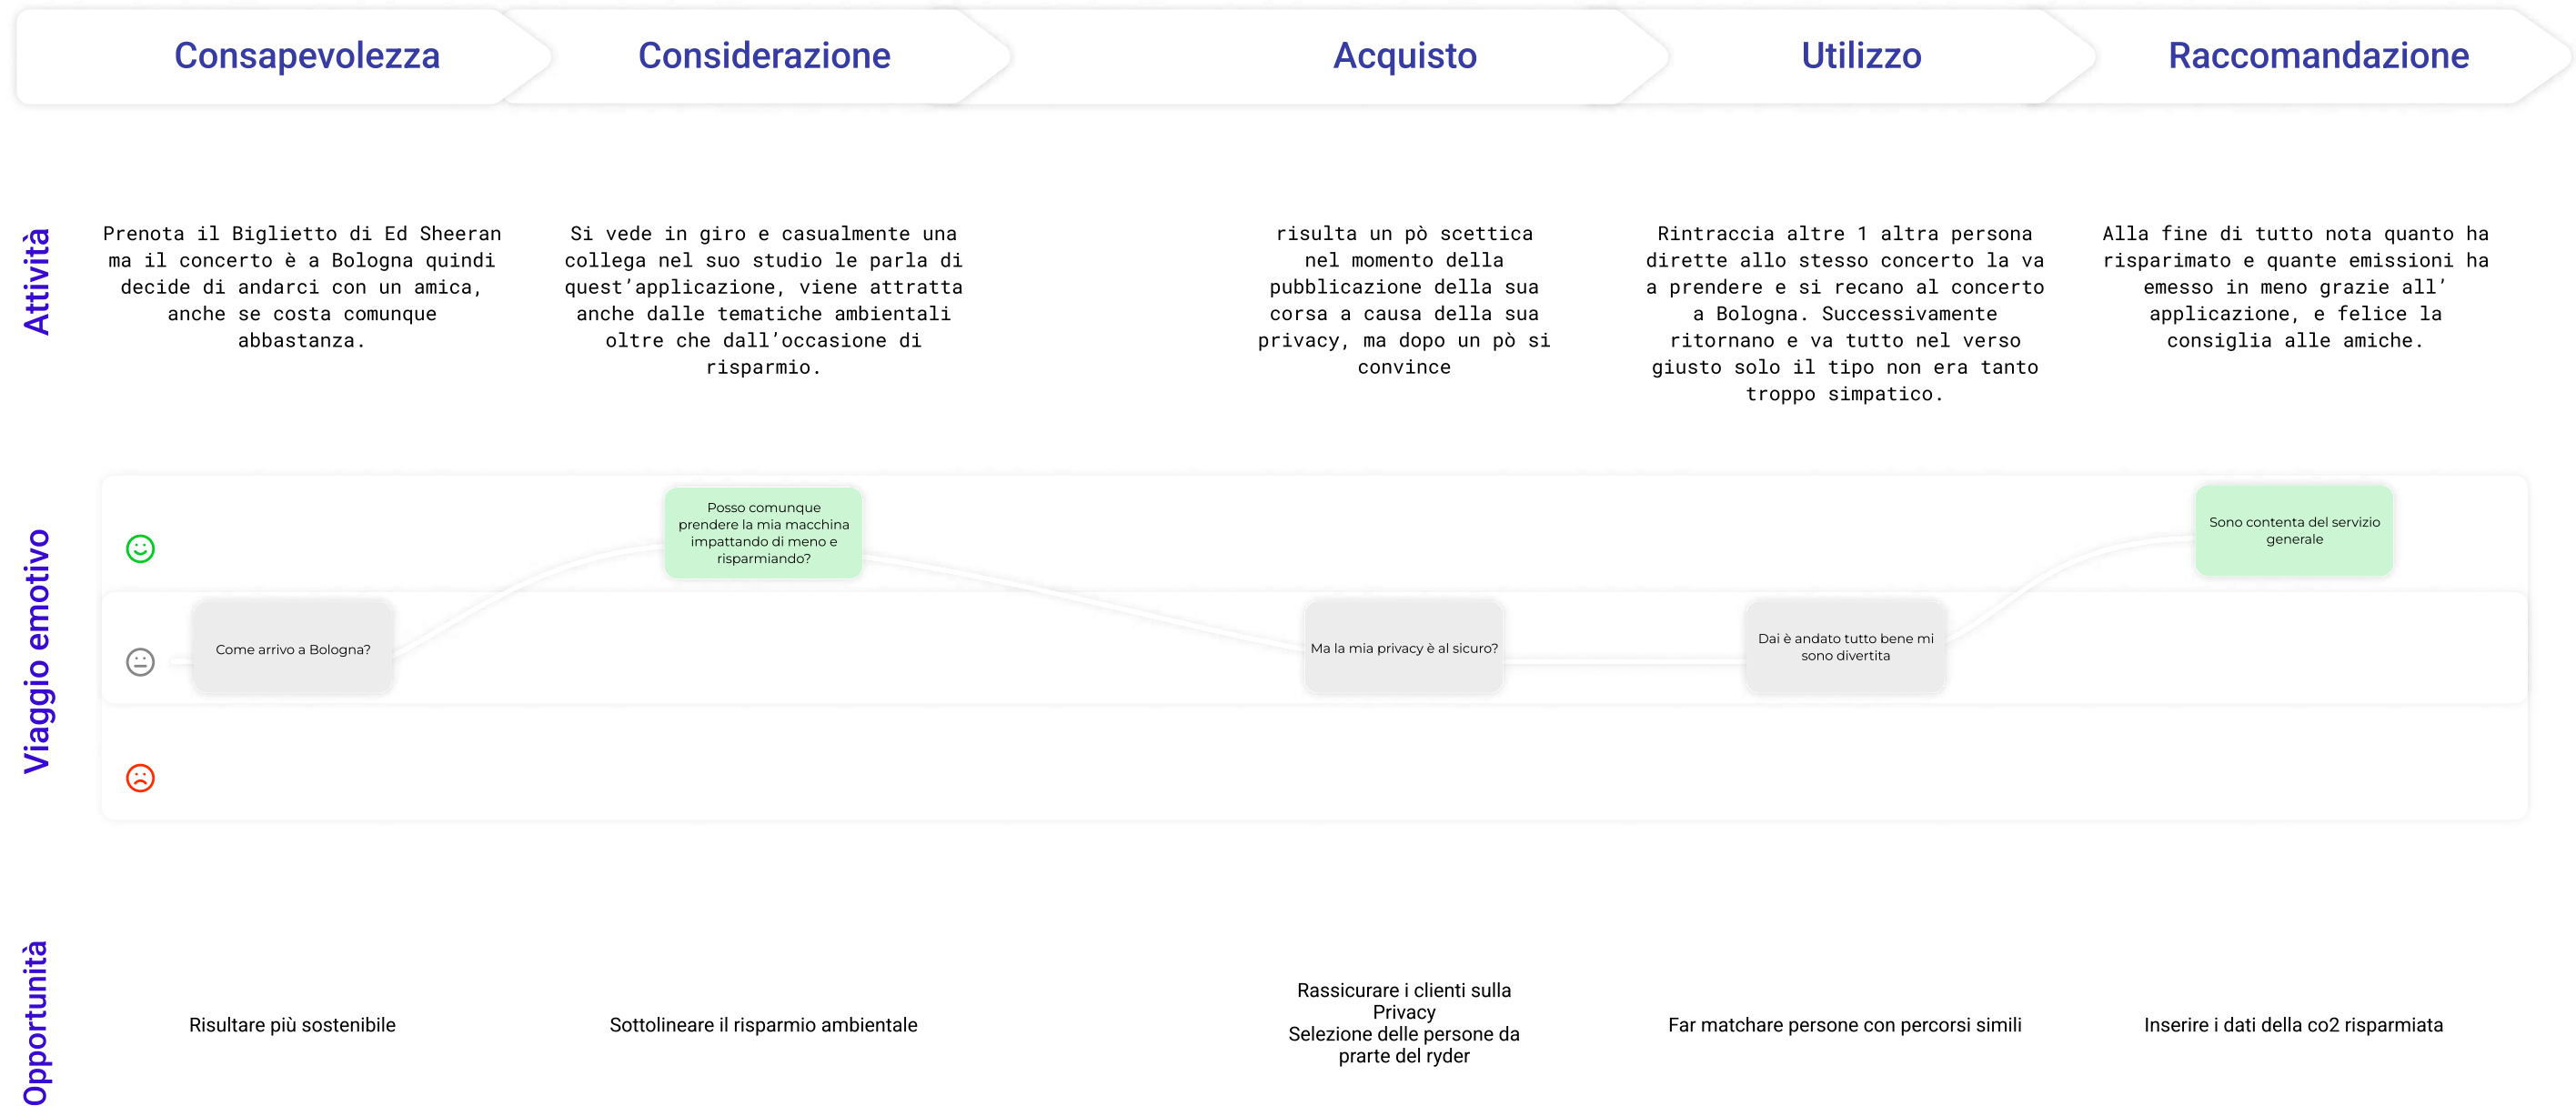 Consapevolezza
Considerazione
Acquisto
Utilizzo
Raccomandazione
Attività
Prenota il Biglietto di Ed Sheeran
ma il concerto è a Bologna quindi
decide di andarci con un amica,
anche se costa comunque
abbastanza.
Si vede in giro e casualmente una
collega nel suo studio le parla di
quest’applicazione, viene attratta
anche dalle tematiche ambientali
oltre che dall’occasione di
risparmio.
risulta un pò scettica
nel momento della
pubblicazione della sua
corsa a causa della sua
privacy, ma dopo un pò si
convince
Rintraccia altre 1 altra persona
dirette allo stesso concerto la va
a prendere e si recano al concerto
a Bologna. Successivamente
ritornano e va tutto nel verso
giusto solo il tipo non era tanto
troppo simpatico.
Alla fine di tutto nota quanto ha
risparimato e quante emissioni ha
emesso in meno grazie all’
applicazione, e felice la
consiglia alle amiche.
Viaggio emotivo
Come arrivo a Bologna?
Posso comunque
prendere la mia macchina
impattando di meno e
risparmiando?
Ma la mia privacy è al sicuro?
Dai è andato tutto bene mi
sono divertita
Sono contenta del servizio
generale
Opportunità
Risultare più sostenibile
Sottolineare il risparmio ambientale
Rassicurare i clienti sulla
Privacy
Selezione delle persone da
prarte del ryder
Far matchare persone con percorsi simili
Inserire i dati della co2 risparmiata